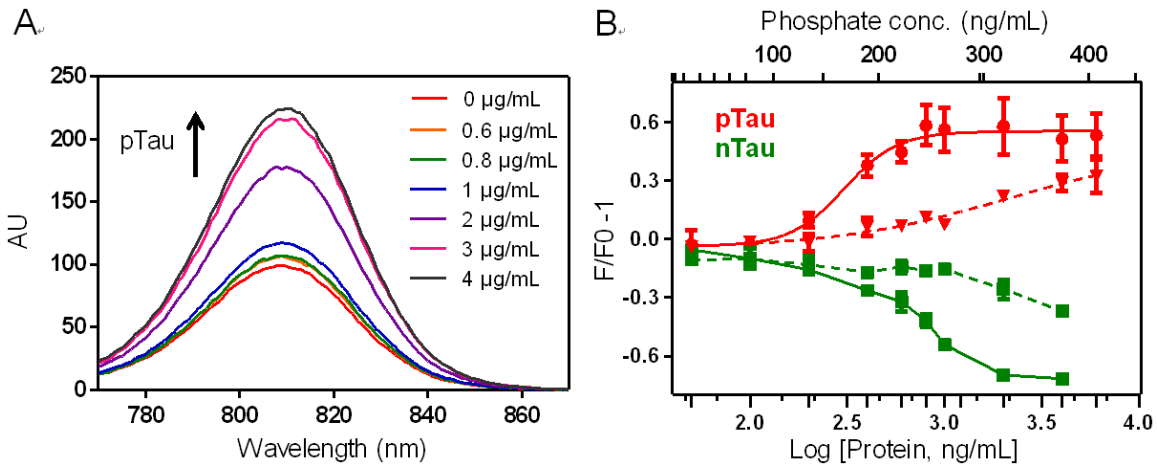 A
250
200
150
100
50
0
AU
pTau
0 µg/mL
0.6 µg/mL
0.8 µg/mL
1 µg/mL
2 µg/mL
3 µg/mL
4 µg/mL
780 800 820 840 860
Wavelength (nm)
B
Phosphate conc. (ng/mL)
100 200 300 400
0.6
0.3
0.0
-0.3
-0.6
F/F0 -1
pTau
nTau
2.0 2.5 3.0 3.5 4.0
Log [Protein, ng/mL]